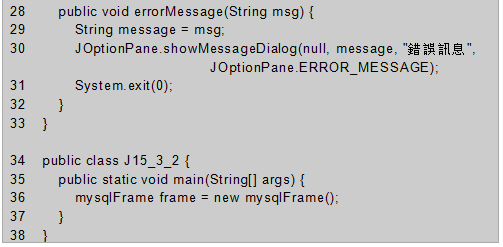 28 public void errorMessage(String msg) {
29 String message = msg;
30 JOptionPane.showMessageDialog(null, message, "錯誤訊息",
JOptionPane.ERROR_MESSAGE);
31 System.exit(0);
32 }
33 }
34 public class J15_3_2 {
35 public static void main(String[] args) {
36 mysqlFrame frame = new mysqlFrame();
37 }
38 }